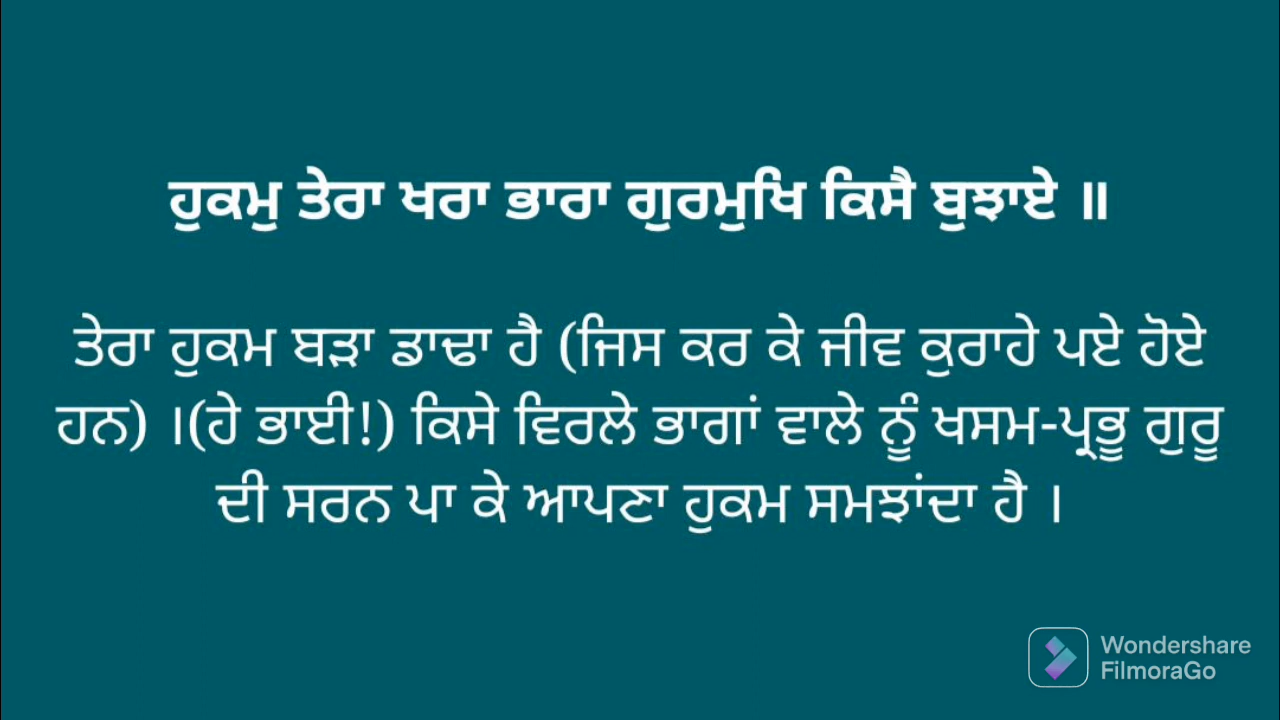 ਹੁਕਮੁ ਤੇਰਾ ਖਰਾ ਭਾਰਾ ਗੁਰਮੁਖਿ ਕਿਸੈ ਬੁਝਾਏ ॥
ਤੇਰਾ ਹੁਕਮ ਬੜਾ ਡਾਢਾ ਹੈ (ਜਿਸ ਕਰ ਕੇ ਜੀਵ ਕੁਰਾਹੇ ਪਏ ਹੋਏ
ਹਨ) ।(ਹੇ ਭਾਈ!) ਕਿਸੇ ਵਿਰਲੇ ਭਾਗਾਂ ਵਾਲੇ ਨੂੰ ਖਸਮ-ਪ੍ਰਭੂ ਗੁਰੂ
ਦੀ ਸਰਨ ਪਾ ਕੇ ਆਪਣਾ ਹੁਕਮ ਸਮਝਾਂਦਾ ਹੈ ।
Wondershare
FilmoraGo